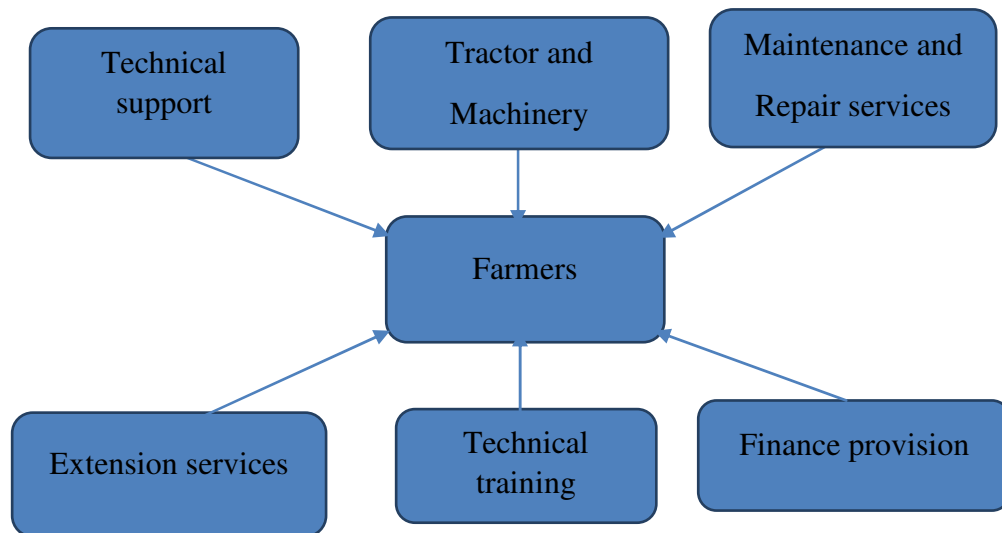 Technical
support
Tractor and
Machinery
Maintenance and
Repair services
Farmers
Extension services
Technical
training
Finance provision